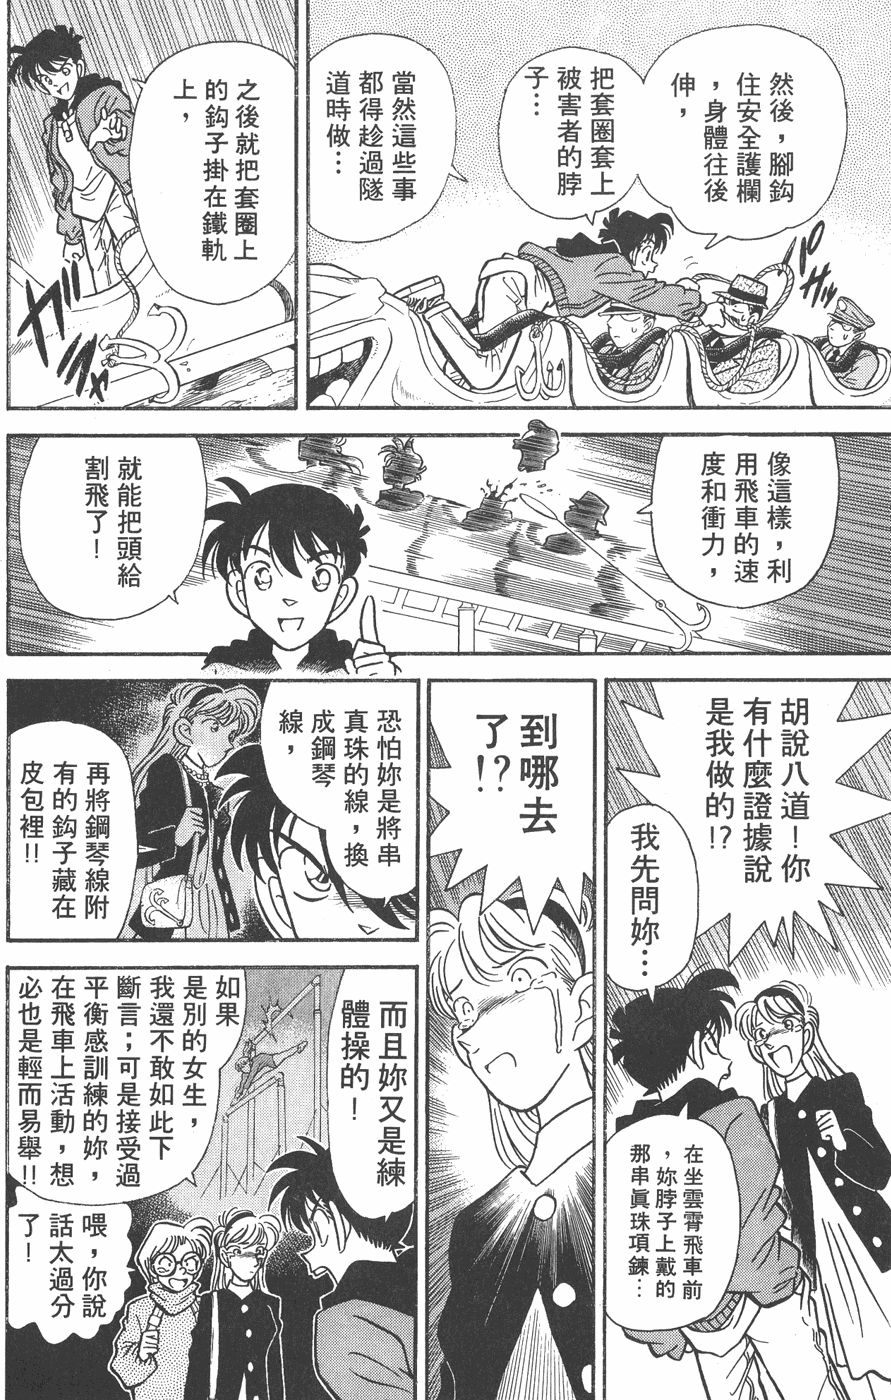 然後，腳鈎
住安全護欄
，身體往後
伸，
把套圈套上
被害者的脖
子…
當然這些事
都得趁過隧
道時做…
パ
サッ
之後就把套圈上
的鈎子掛在鐵軌
上，
ガッ
像這樣，利
用飛車的速
度和衝力，
就能把頭給
割飛了！
胡說八道！你
有什麼證據說
是我做的!?
我先問妳…
在坐雲霄飛車前
，妳脖子上戴的
那串眞珠項鍊…
到哪去
了!?
恐怕妳是將串
真珠的線，換
成鋼琴
線，
再將鋼琴線附
有的鈎子藏在
皮包裡!!
而且妳又是練
體操的！
如果
是別的女生，
我還不敢如此下
斷言；可是接受過
平衡感訓練的妳，
在飛車上活動，想
必也是輕而易舉!!
喂，你說
話太過分
了！